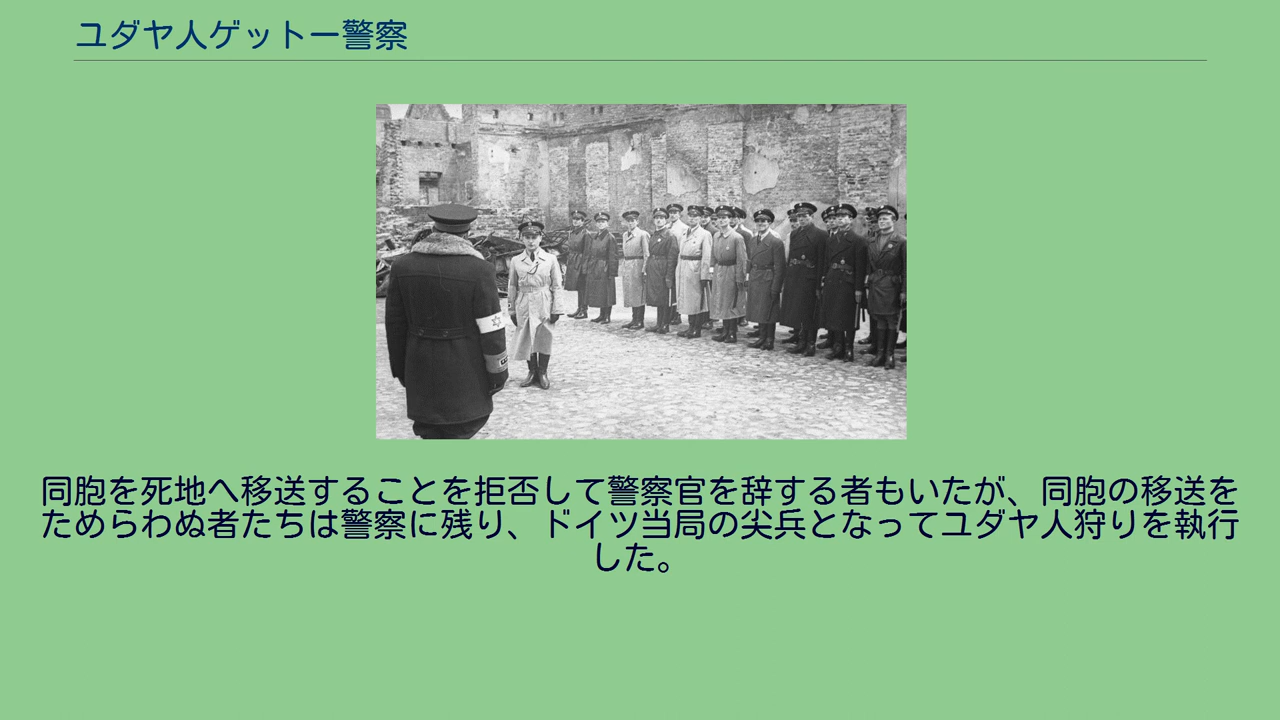 ユダヤ人ゲットー警察
同胞を死地へ移送することを拒否して警察官を辞する者もいたが、同胞の移送を
ためらわぬ者たちは警察に残り、ドイツ当局の尖兵となってユダヤ人狩りを執行
した。